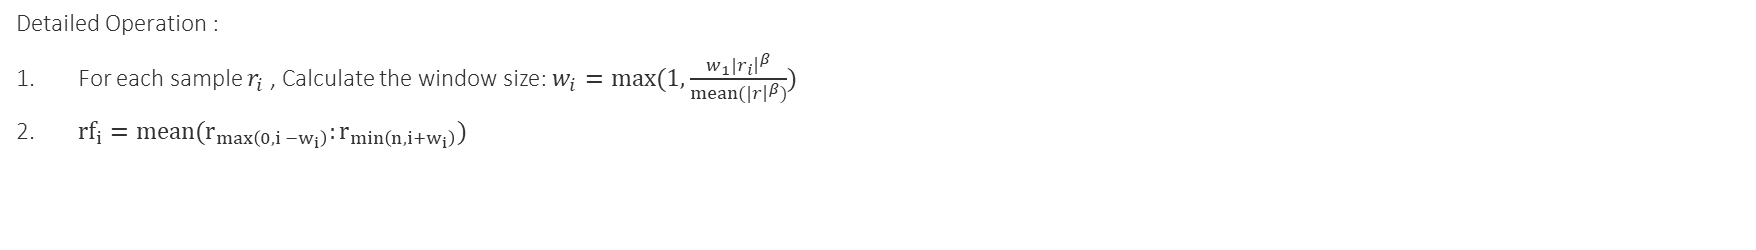 Detailed Operation :
1. For each sample rᵢ , Calculate the window size: wᵢ = max(1, w₁|rᵢ|^β / mean(|r|^β))
2. rfᵢ = mean(r_max(0,i −wᵢ):r_min(n,i+wᵢ))